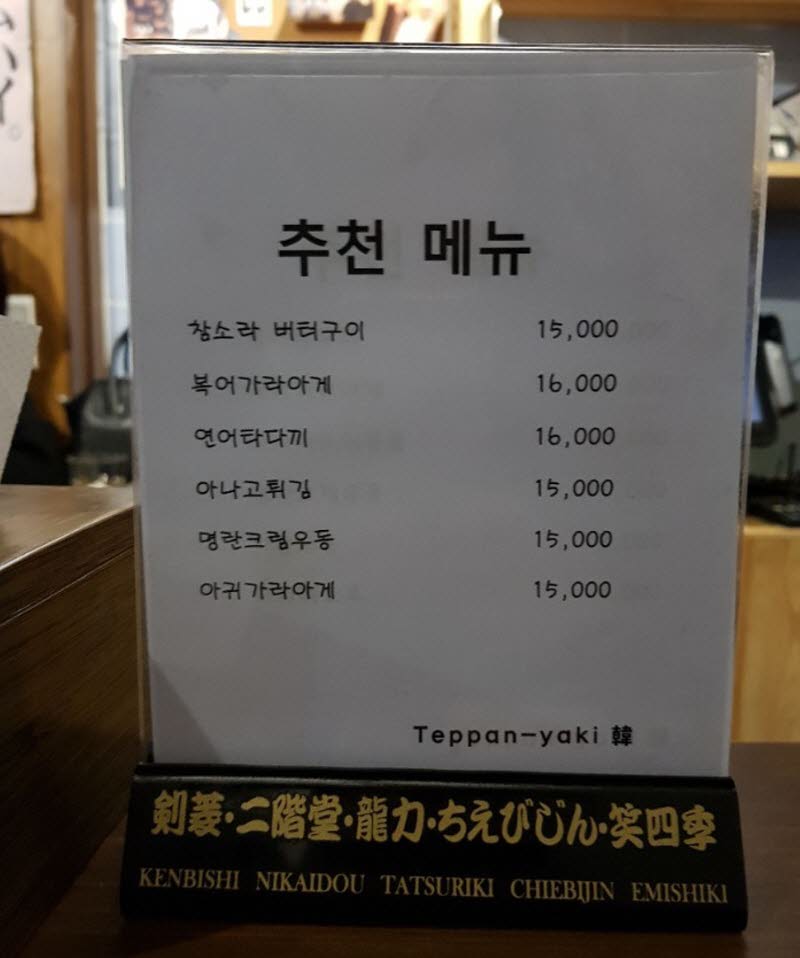 추천 메뉴
참소라 버터구이 15,000
복어가라아게 16,000
연어타다끼 16,000
아나고튀김 15,000
명란크림우동 15,000
아귀가라아게 15,000
Teppan-yaki 韓
剣菱・二階堂・龍力・ちえびじん・笑四季
KENBISHI NIKAIDOU TATSURIKI CHIEBIJIN EMISHIKI